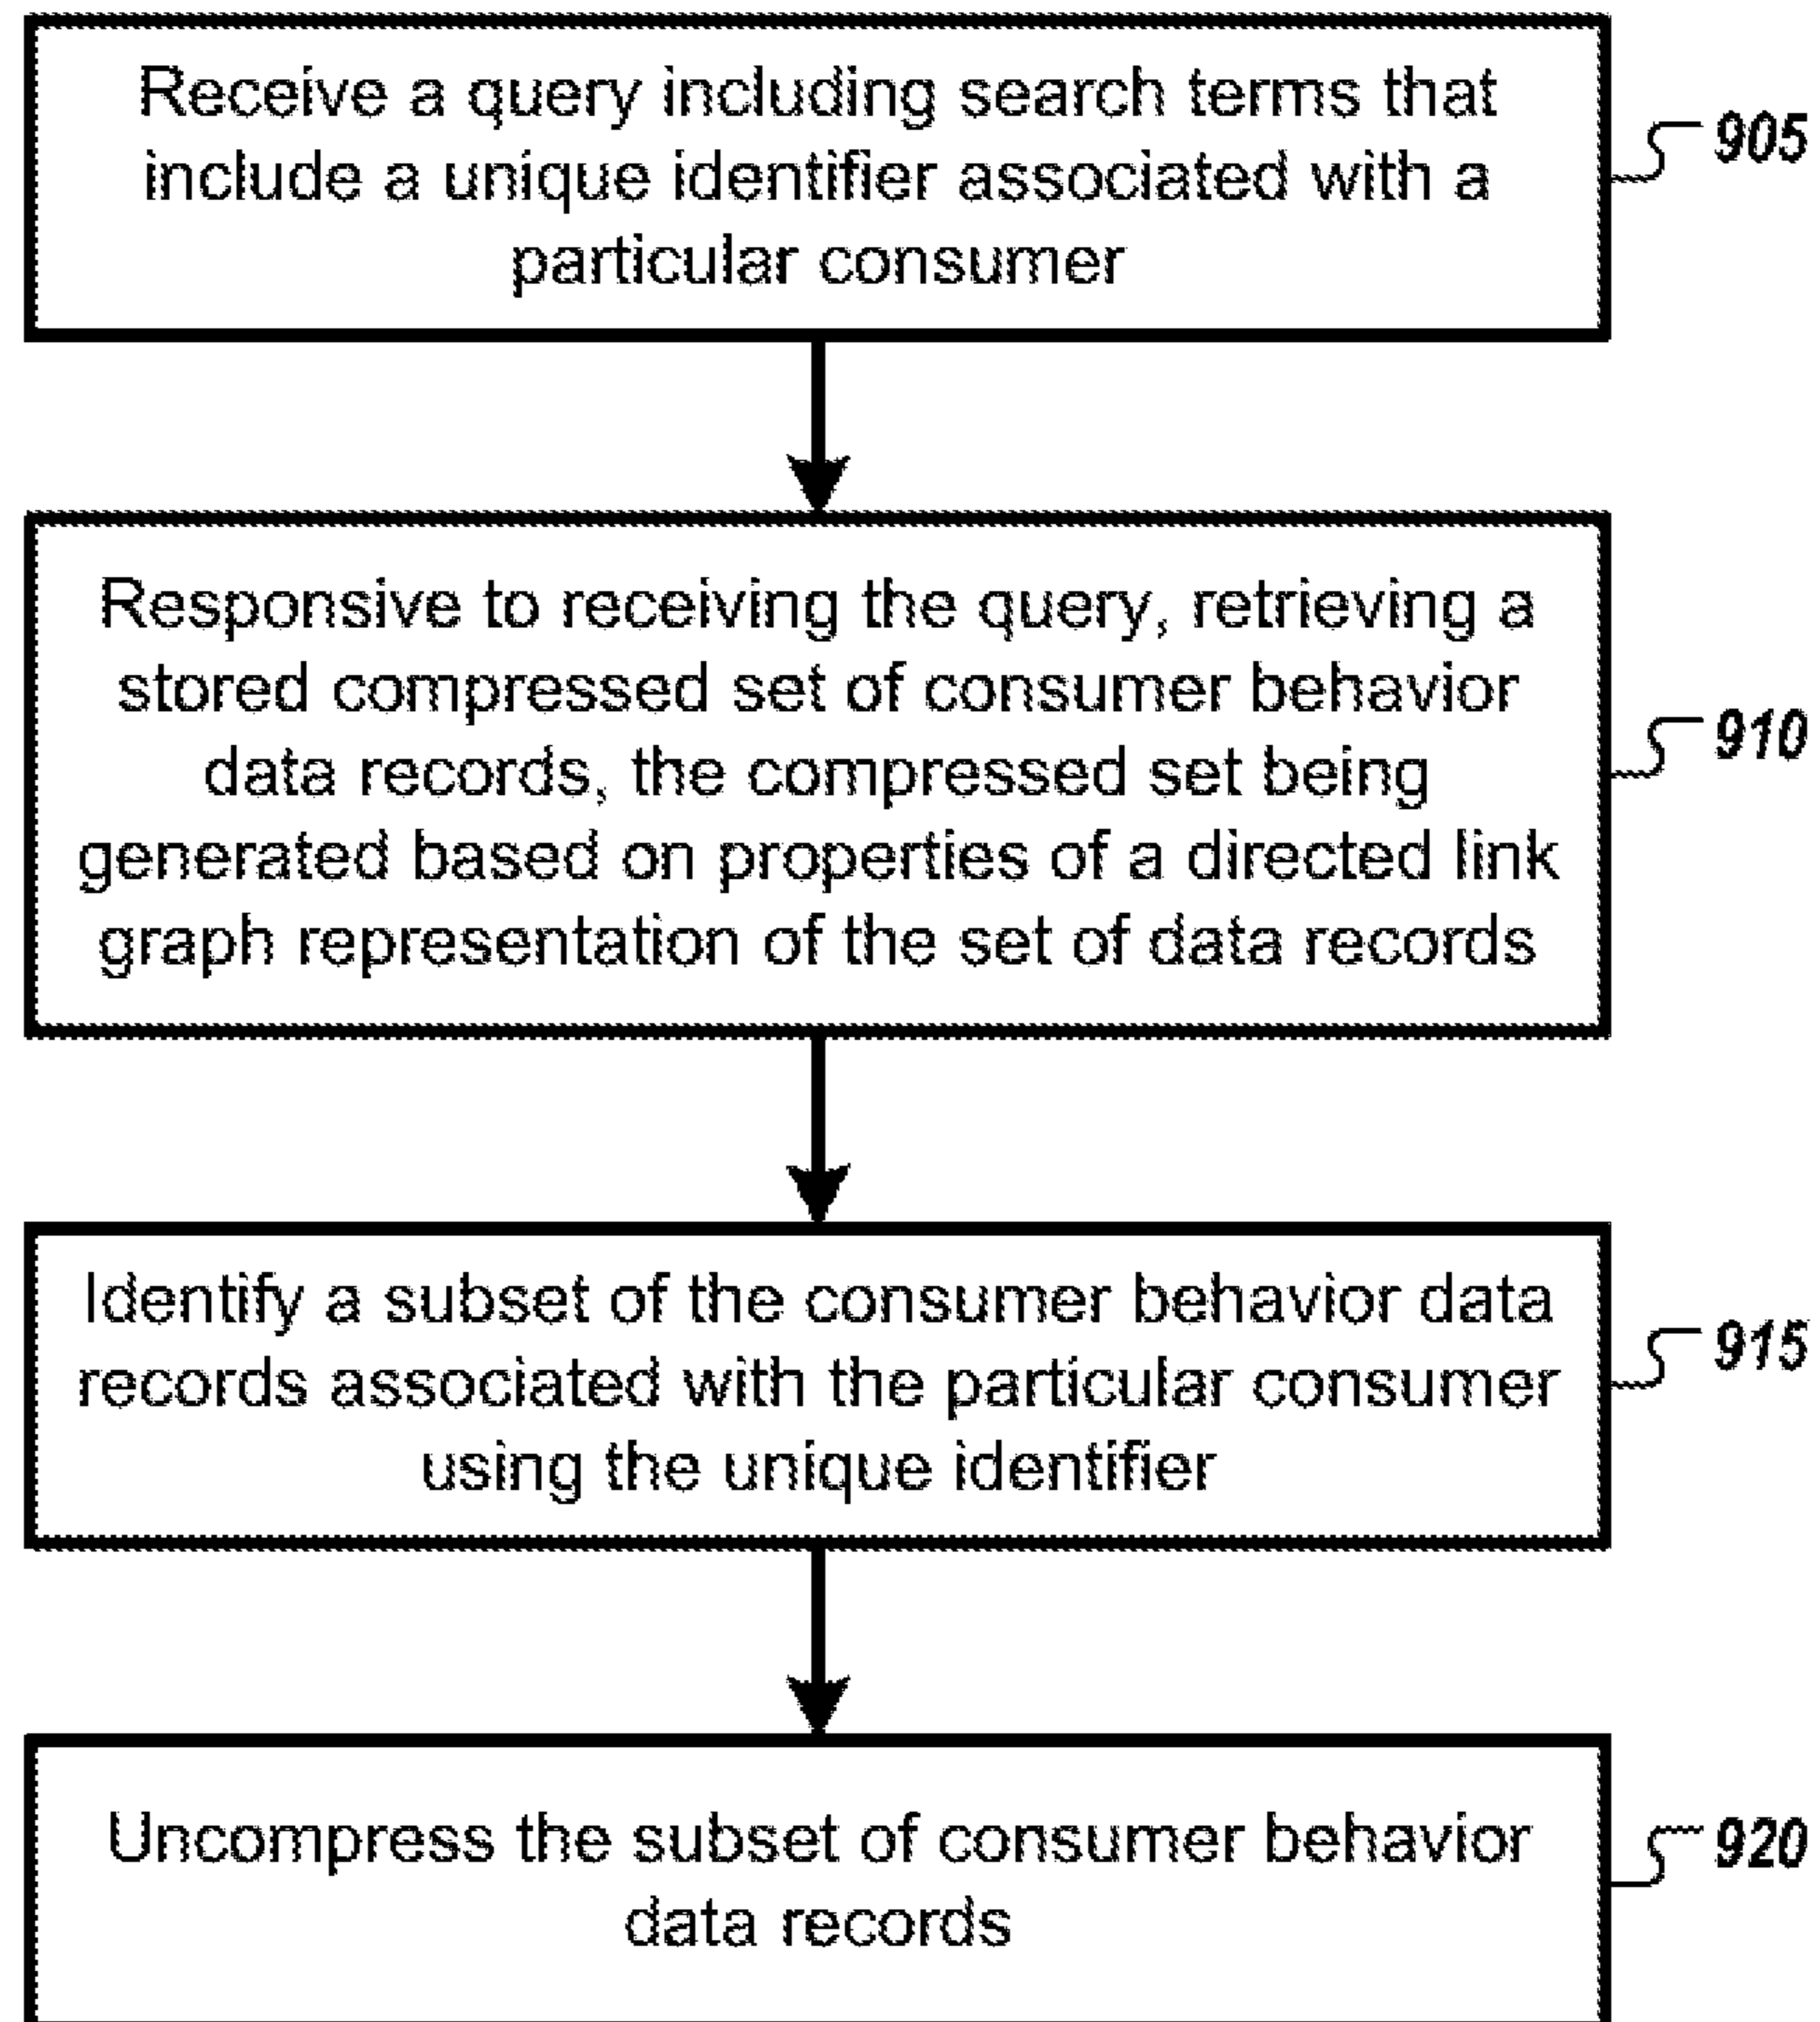 Receive a query including search terms that
include a unique identifier associated with a
particular consumer
905
Responsive to receiving the query, retrieving a
stored compressed set of consumer behavior
data records, the compressed set being
generated based on properties of a directed link
graph representation of the set of data records
910
Identify a subset of the consumer behavior data
records associated with the particular consumer
using the unique identifier
915
Uncompress the subset of consumer behavior
data records
920